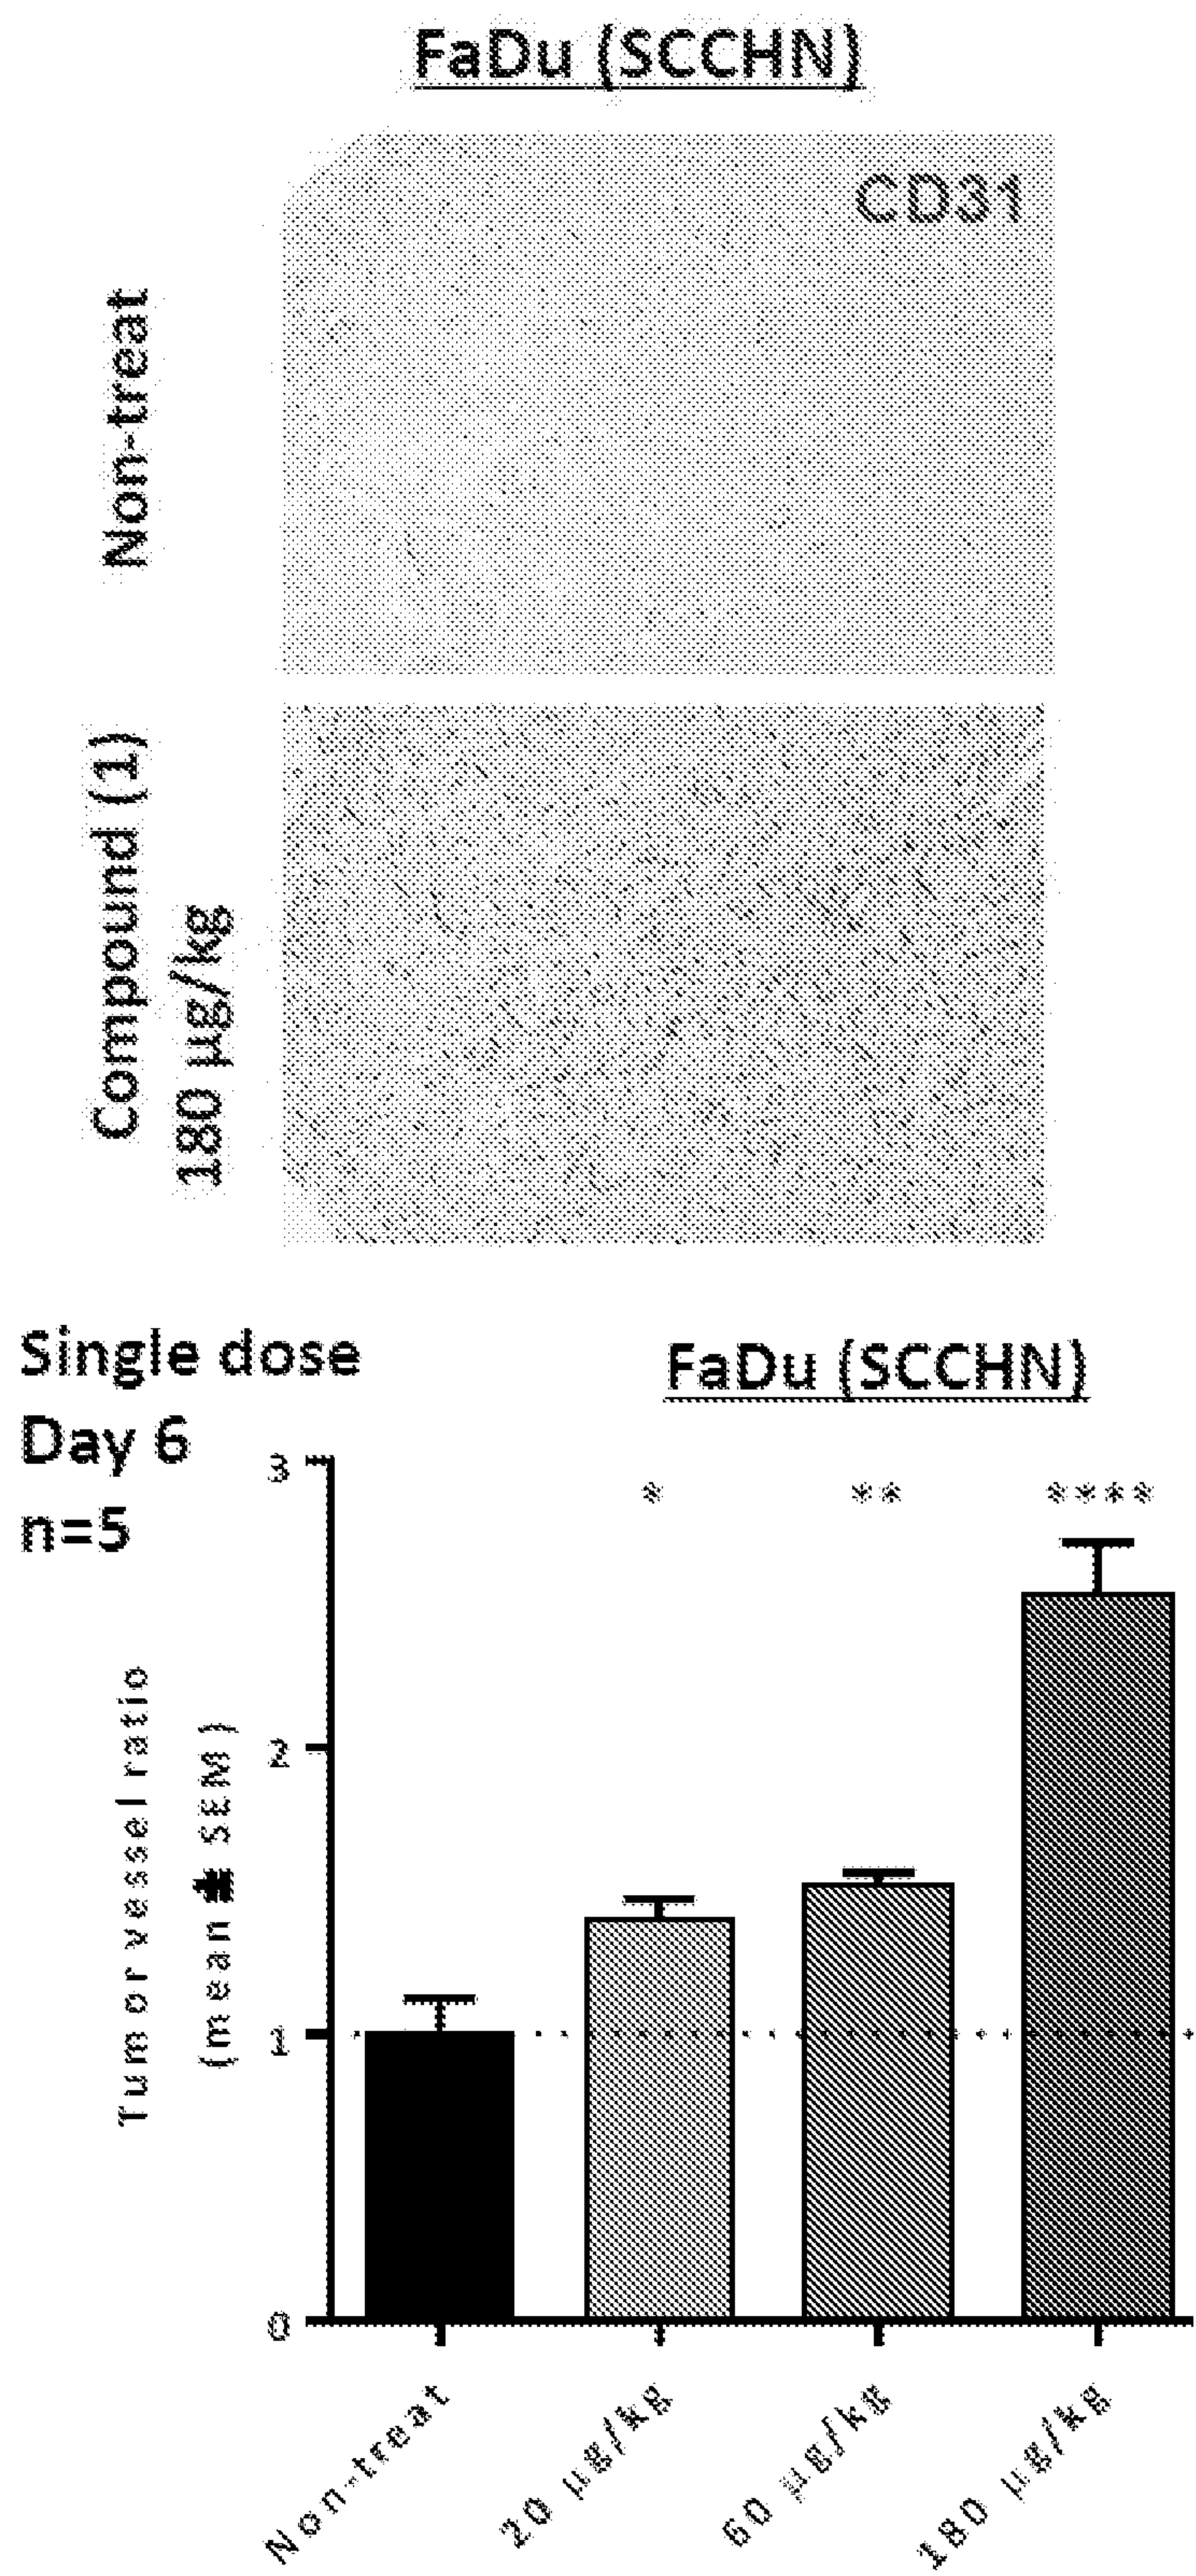 FaDu (SCCHN)
CD31
Non-treat
Compound (1)
180 µg/kg
Single dose
Day 6
n=5
FaDu (SCCHN)
* ** ****
Tumor vessel ratio
(mean ± SEM)
3
2
1
0
Non-treat
20 µg/kg
60 µg/kg
180 µg/kg